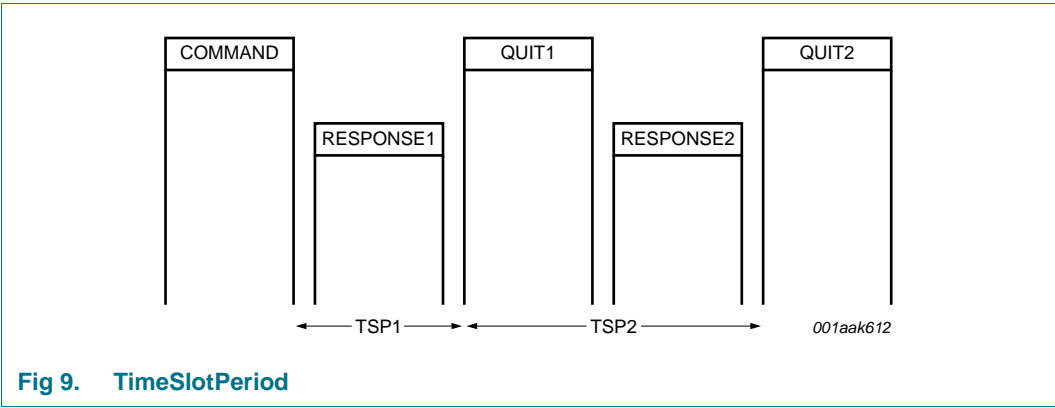 COMMAND QUIT1 QUIT2
RESPONSE1 RESPONSE2
TSP1 TSP2 001aak612
Fig 9. TimeSlotPeriod